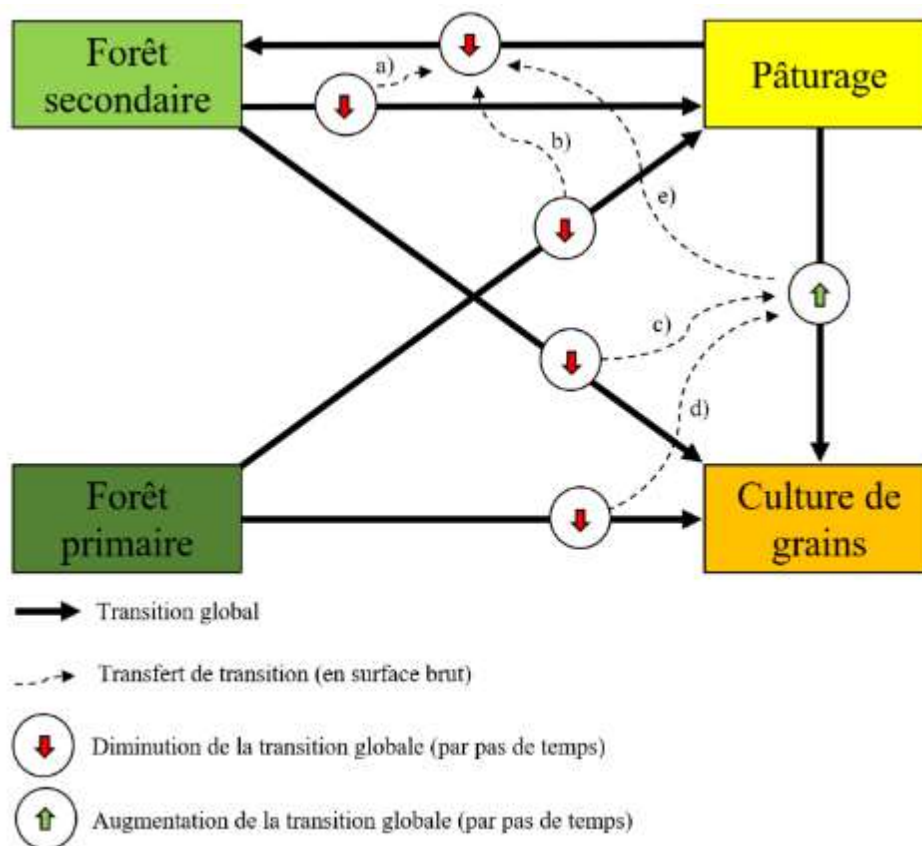 Forêt
secondaire
Pâturage
a)
b)
e)
c)
d)
Forêt
primaire
Culture de
grains
Transition global
Transfert de transition (en surface brut)
Diminution de la transition globale (par pas de temps)
Augmentation de la transition globale (par pas de temps)